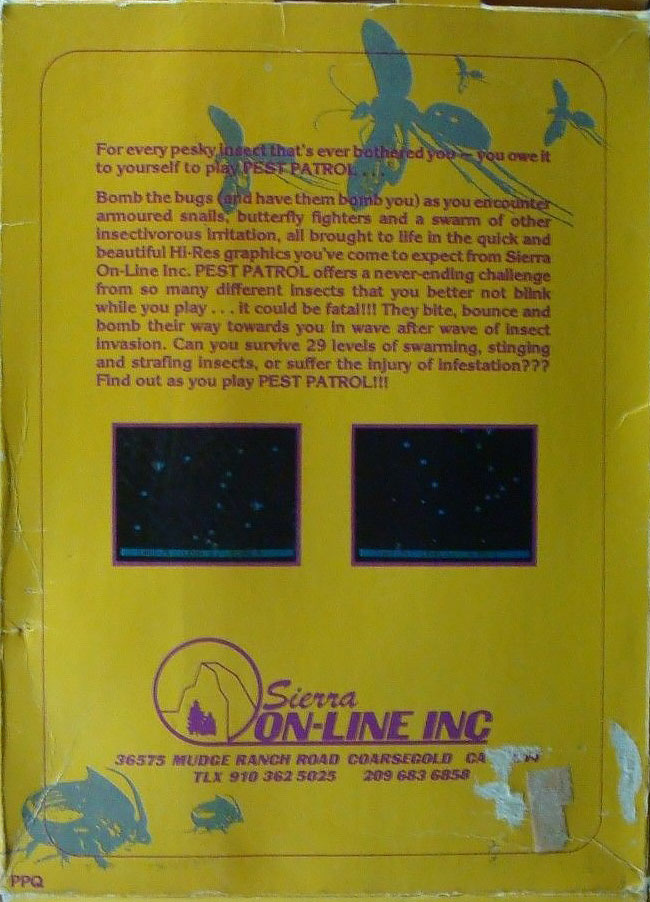 For every pesky insect that's ever bothered you — you owe it
to yourself to play PEST PATROL . . .
Bomb the bugs (and have them bomb you) as you encounter
armoured snails, butterfly fighters and a swarm of other
insectivorous irritation, all brought to life in the quick and
beautiful Hi-Res graphics you've come to expect from Sierra
On-Line Inc. PEST PATROL offers a never-ending challenge
from so many different insects that you better not blink
while you play . . . it could be fatal!!! They bite, bounce and
bomb their way towards you in wave after wave of insect
invasion. Can you survive 29 levels of swarming, stinging
and strafing insects, or suffer the injury of infestation???
Find out as you play PEST PATROL!!!
Sierra
ON-LINE INC
36575 MUDGE RANCH ROAD COARSEGOLD CA
TLX 910 362 5025 209 683 6858
PPQ